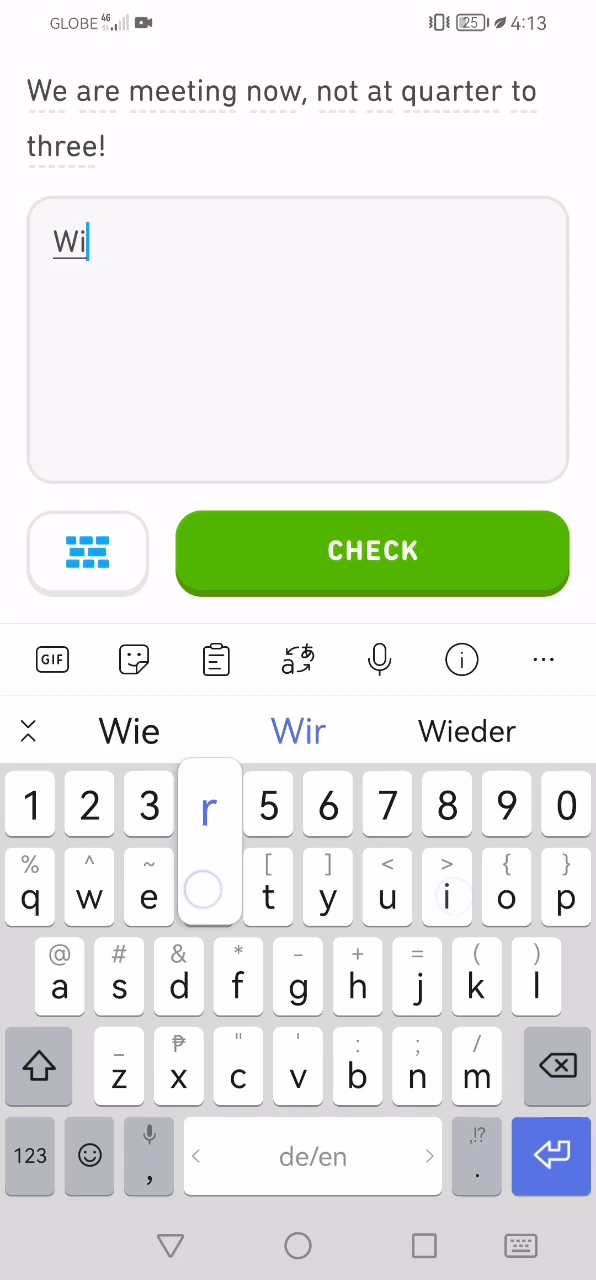 GLOBE 46 25 4:13
We are meeting now, not at quarter to
three!
Wi
CHECK
GIF
Wie Wir Wieder
1 2 3 r 5 6 7 8 9 0
% ^ ~ [ ] < > { }
q w e t y u i o p
@ # & * - + = ( )
a s d f g h j k l
_ ₱ " ' : ; /
z x c v b n m
123 , < de/en > ,!? .